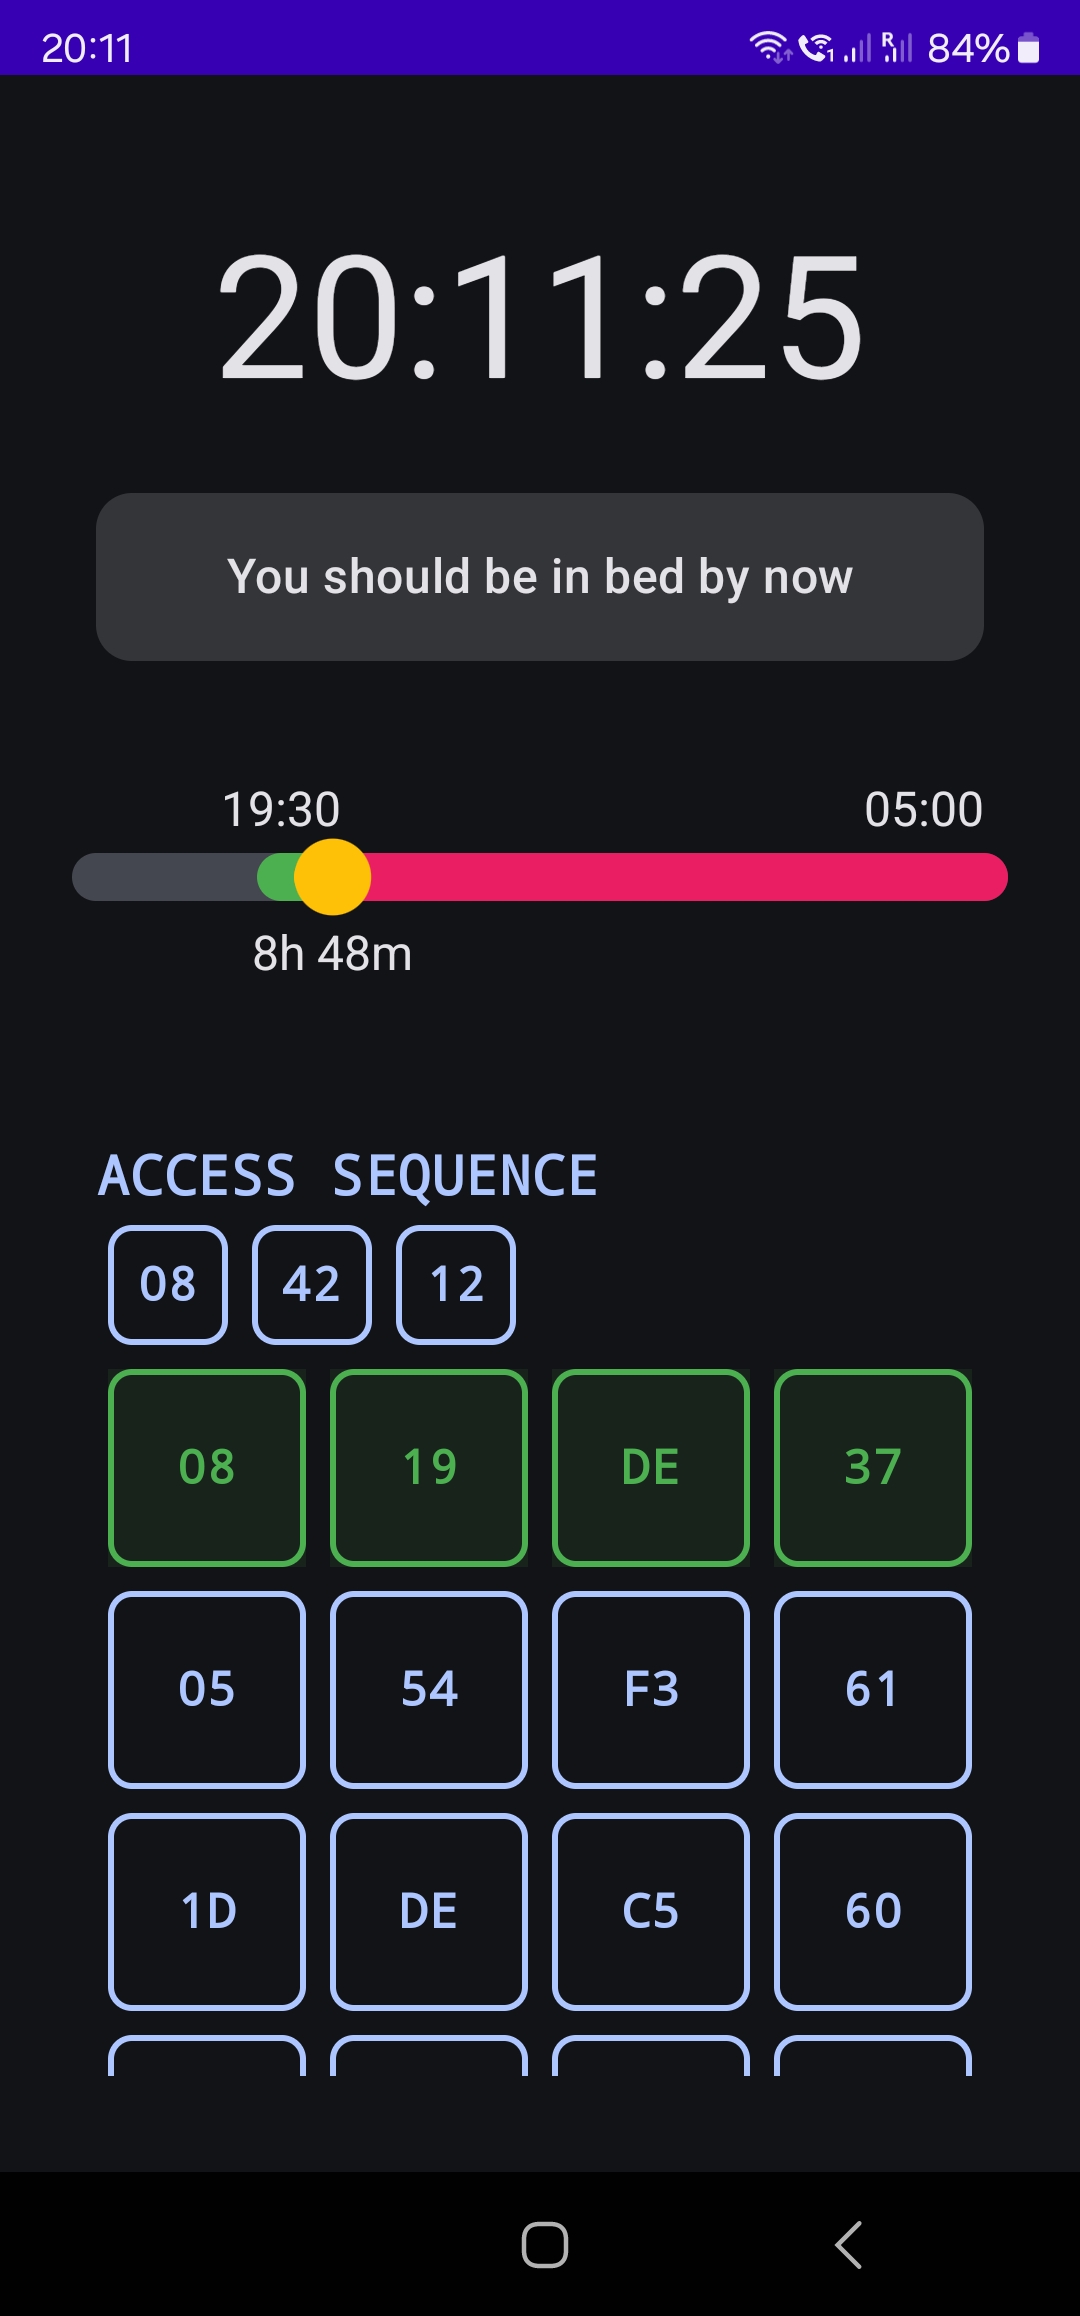 20:11 R 84%
20:11:25
You should be in bed by now
19:30 05:00
8h 48m
ACCESS SEQUENCE
08 42 12
08 19 DE 37
05 54 F3 61
1D DE C5 60